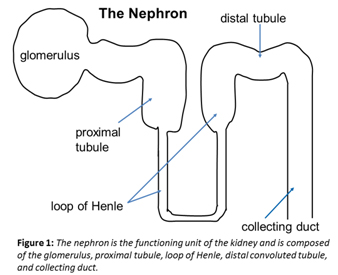 The Nephron
distal tubule
glomerulus
proximal
tubule
loop of Henle
collecting duct
Figure 1: The nephron is the functioning unit of the kidney and is composed
of the glomerulus, proximal tubule, loop of Henle, distal convoluted tubule,
and collecting duct.